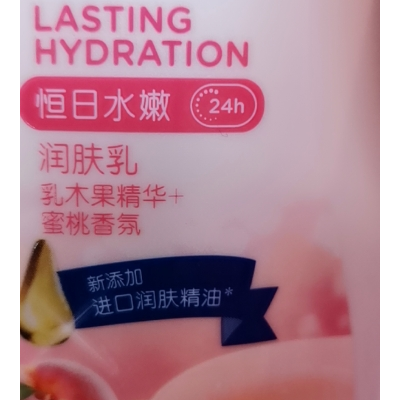 LASTING
HYDRATION
恒日水嫩 24h
润肤乳
乳木果精华+
蜜桃香氛
新添加
进口润肤精油*